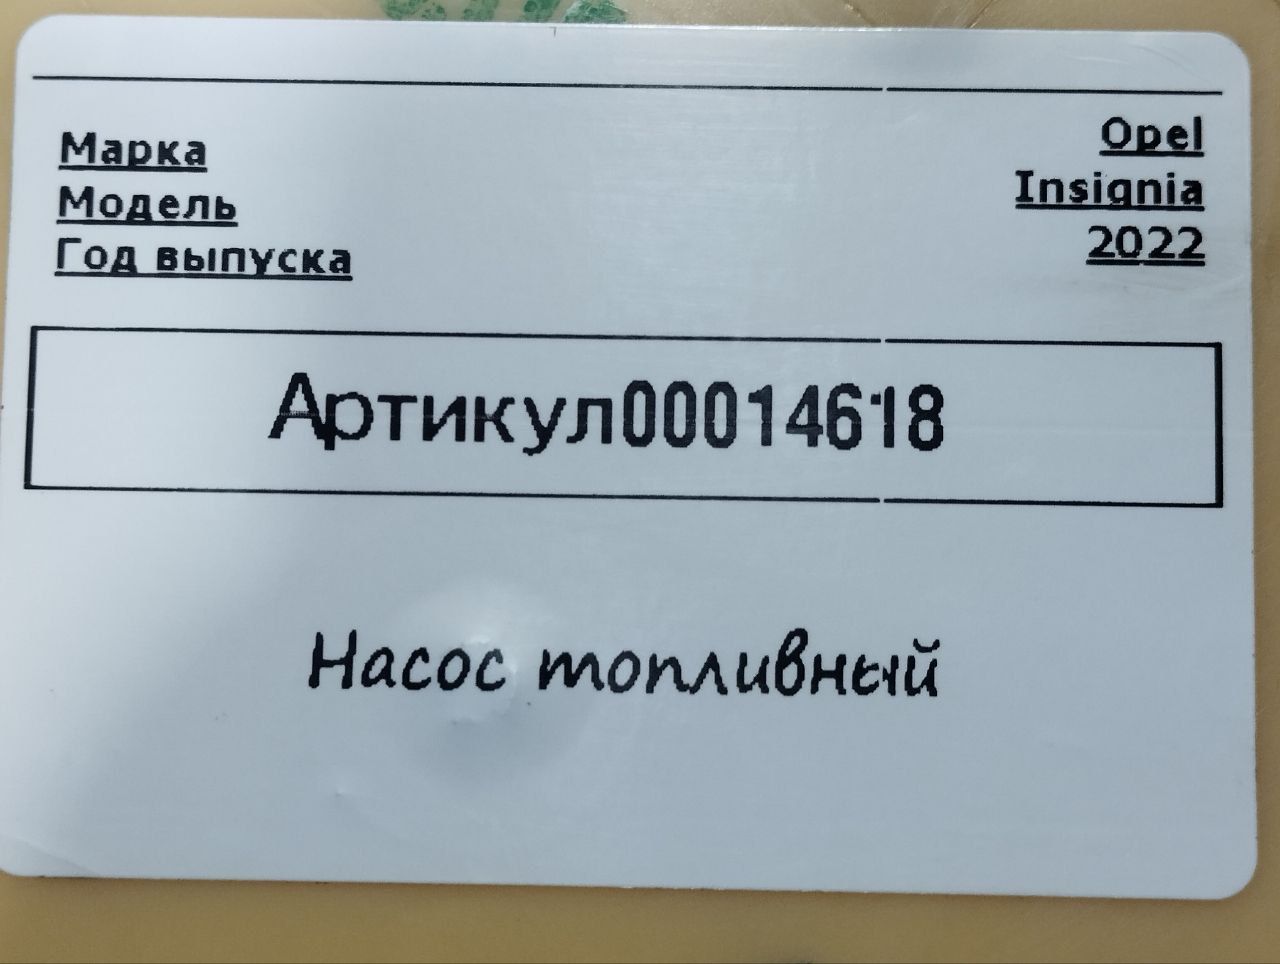 Марка Opel
Модель Insignia
Год выпуска 2022
Артикул00014618
Насос топливный